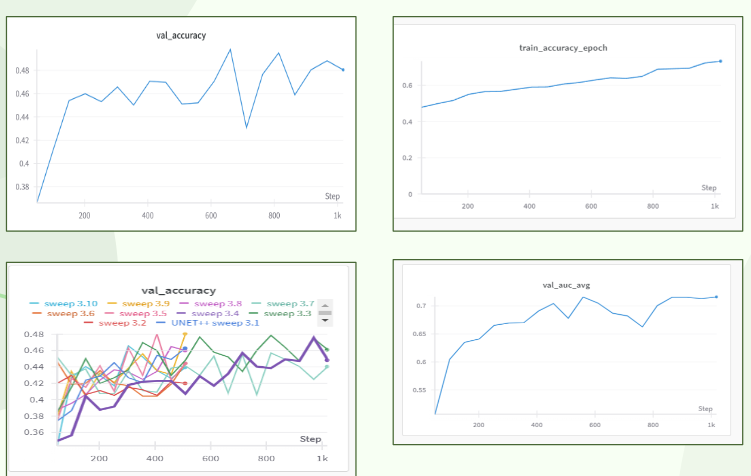 val_accuracy
0.48
0.46
0.44
0.42
0.4
0.38
Step
200
400
600
800
1k
train_accuracy_epoch
0.6
0.4
0.2
0
Step
200
400
600
800
1k
val_accuracy
sweep 3.10 sweep 3.9 sweep 3.8 sweep 3.7
sweep 3.6 sweep 3.5 sweep 3.4 sweep 3.3
sweep 3.2 UNET++ sweep 3.1
0.48
0.46
0.44
0.42
0.4
0.38
0.36
Step
200
400
600
800
1k
val_auc_avg
0.7
0.65
0.6
0.55
Step
200
400
600
800
1k